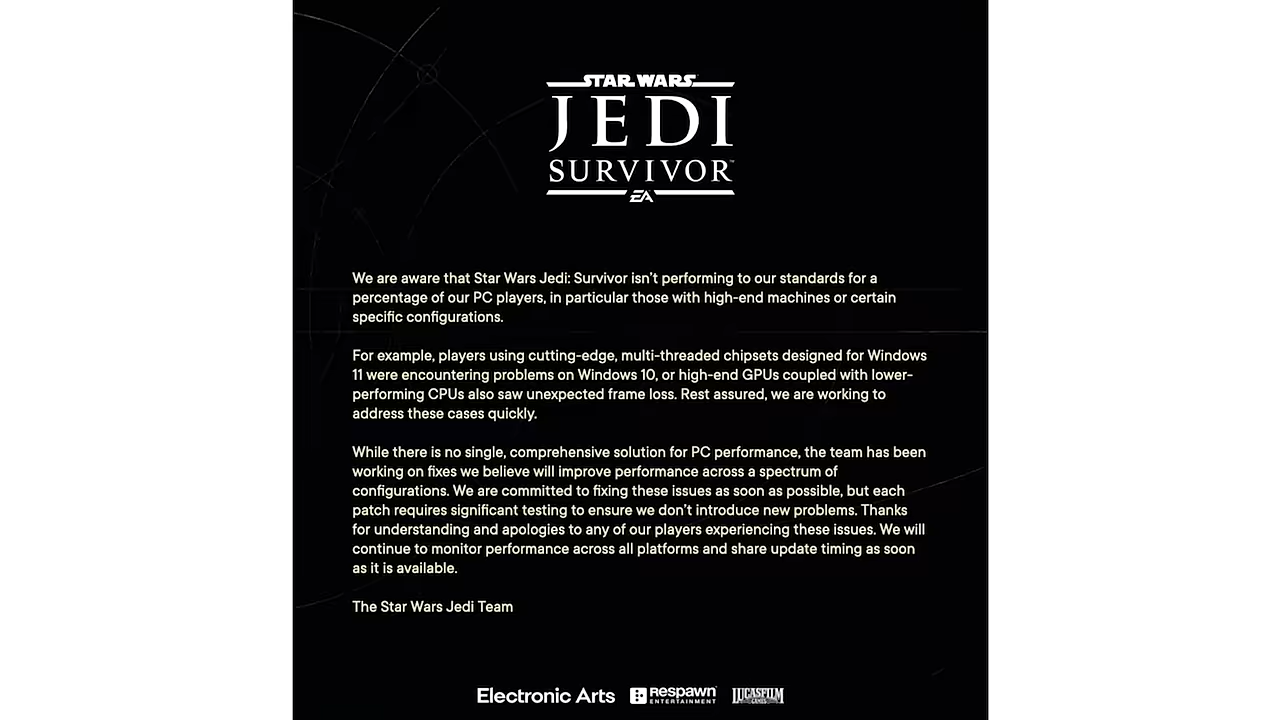 STAR WARS
JEDI
SURVIVOR™
EA
We are aware that Star Wars Jedi: Survivor isn’t performing to our standards for a
percentage of our PC players, in particular those with high-end machines or certain
specific configurations.
For example, players using cutting-edge, multi-threaded chipsets designed for Windows
11 were encountering problems on Windows 10, or high-end GPUs coupled with lower-
performing CPUs also saw unexpected frame loss. Rest assured, we are working to
address these cases quickly.
While there is no single, comprehensive solution for PC performance, the team has been
working on fixes we believe will improve performance across a spectrum of
configurations. We are committed to fixing these issues as soon as possible, but each
patch requires significant testing to ensure we don’t introduce new problems. Thanks
for understanding and apologies to any of our players experiencing these issues. We will
continue to monitor performance across all platforms and share update timing as soon
as it is available.
The Star Wars Jedi Team
Electronic Arts
Respawn
ENTERTAINMENT
LUCASFILM
GAMES